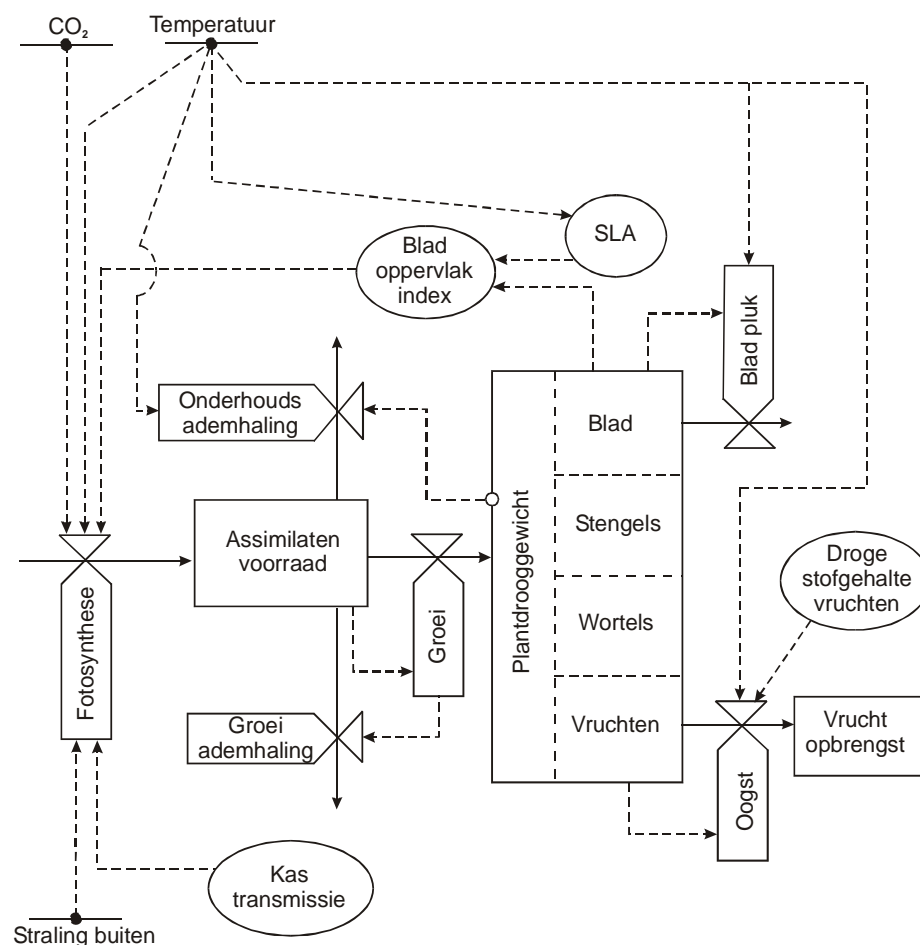 CO₂
Temperatuur
SLA
Blad
oppervlak
index
Blad pluk
Onderhouds
ademhaling
Blad
Stengels
Wortels
Vruchten
Plantdrooggewicht
Assimilaten
voorraad
Groei
Droge
stofgehalte
vruchten
Fotosynthese
Groei
ademhaling
Vrucht
opbrengst
Oogst
Kas
transmissie
Straling buiten